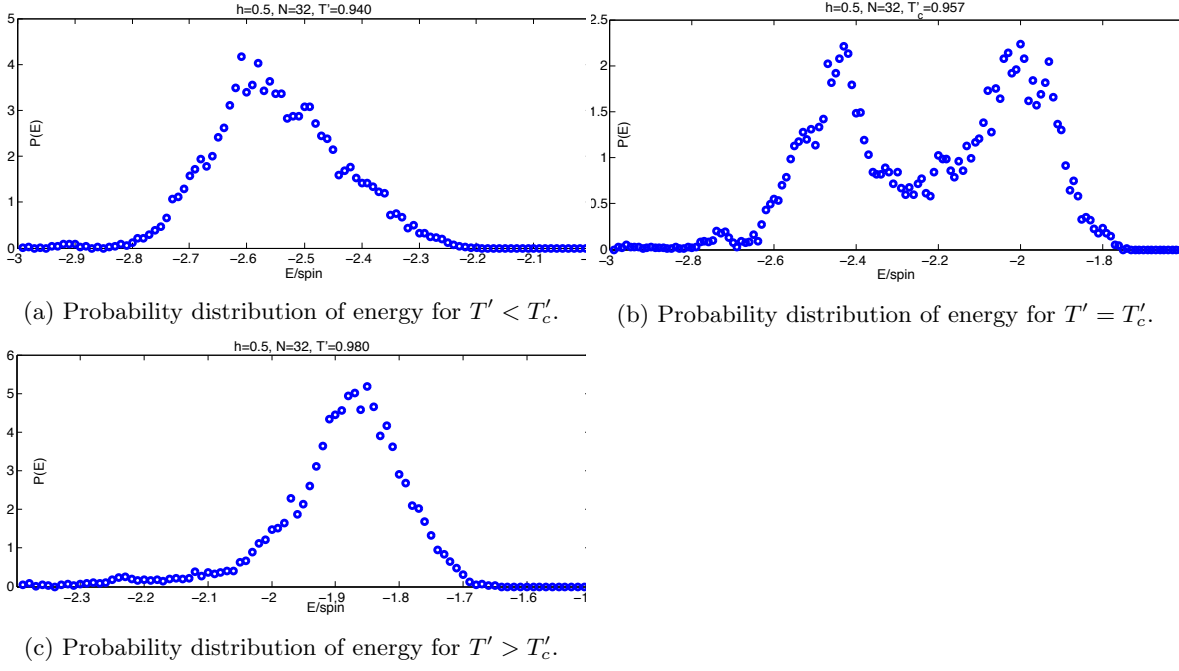 h=0.5, N=32, T'=0.940
5
4
3
2
1
0
P(E)
−2.9 −2.8 −2.7 −2.6 −2.5 −2.4 −2.3 −2.2 −2.1
E/spin
(a) Probability distribution of energy for T′ < T′c.
h=0.5, N=32, T'c=0.957
2.5
2
1.5
1
0.5
0
P(E)
−3 −2.8 −2.6 −2.4 −2.2 −2 −1.8
E/spin
(b) Probability distribution of energy for T′ = T′c.
h=0.5, N=32, T'=0.980
6
5
4
3
2
1
0
P(E)
−2.3 −2.2 −2.1 −2 −1.9 −1.8 −1.7 −1.6
E/spin
(c) Probability distribution of energy for T′ > T′c.